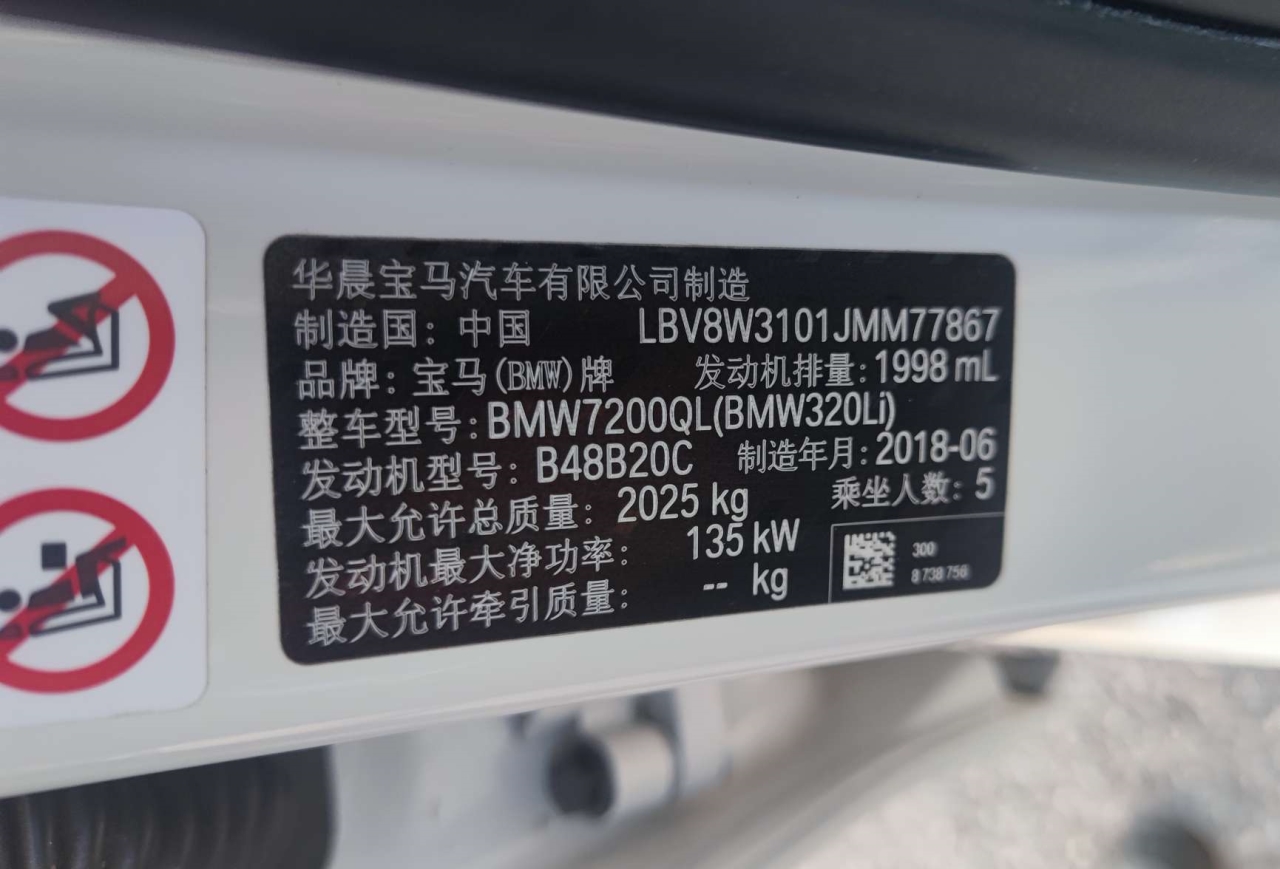 华晨宝马汽车有限公司制造
制造国：中国 LBV8W3101JMM77867
品牌：宝马(BMW)牌 发动机排量：1998 mL
整车型号：BMW7200QL(BMW320Li)
发动机型号：B48B20C 制造年月：2018-06
最大允许总质量：2025 kg 乘坐人数：5
发动机最大净功率：135 kW
最大允许牵引质量：-- kg
300
8 738 756